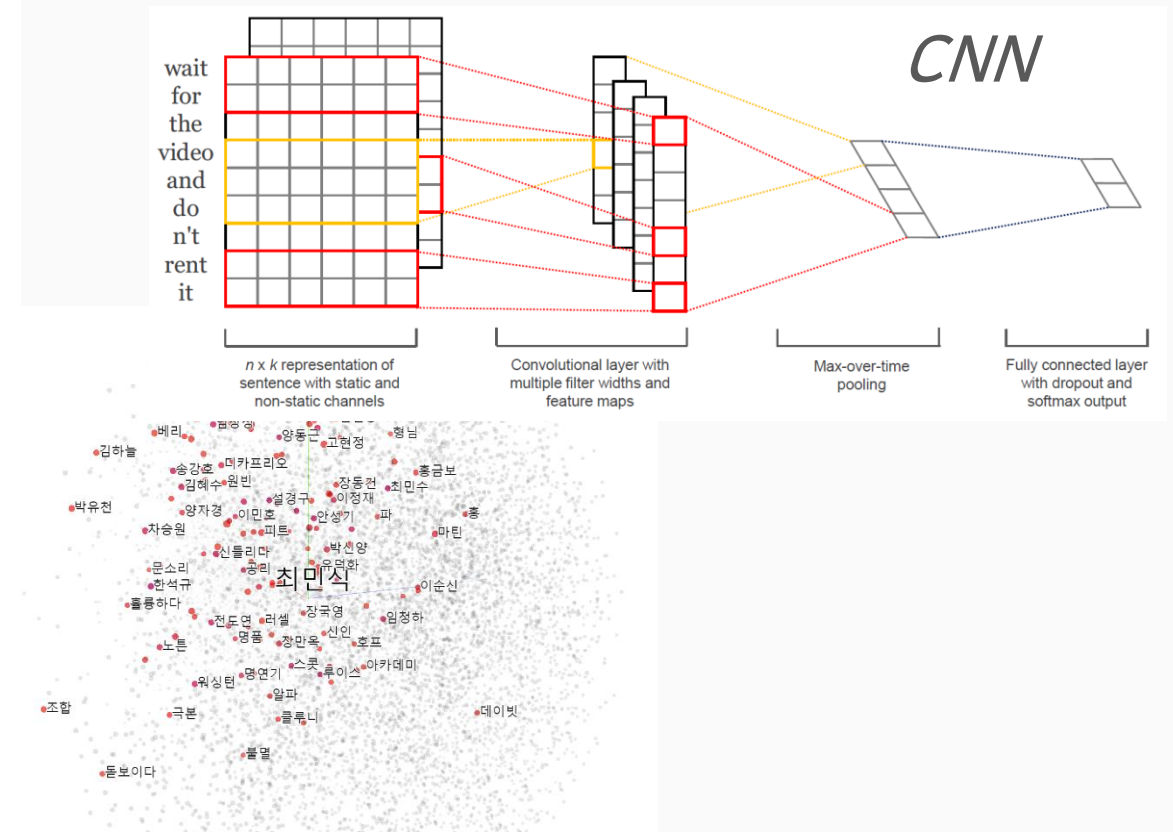 CNN
wait
for
the
video
and
do
n't
rent
it
n x k representation of
sentence with static and
non-static channels
Convolutional layer with
multiple filter widths and
feature maps
Max-over-time
pooling
Fully connected layer
with dropout and
softmax output
베리
양동근
형님
고현정
김하늘
송강호
디카프리오
홍금보
김혜수
원빈
장동건
최민수
설경구
이정재
박유천
양자경
이민호
안성기
파
홍
차승원
피트
마틴
신들리다
박신양
문소리
공리
유덕화
한석규
최민식
이순신
훌륭하다
장국영
전도연
러셀
임청하
명품
신인
노튼
장만옥
호프
스콧
아카데미
워싱턴
명연기
루이스
알파
조합
극본
클루니
데이빗
불멸
돋보이다